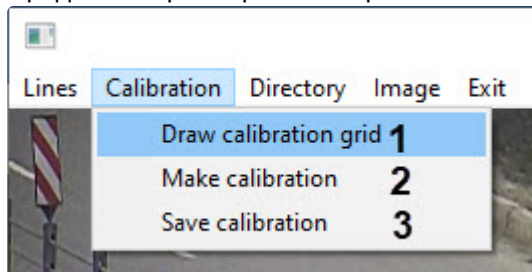 Lines Calibration Directory Image Exit
Draw calibration grid 1
Make calibration 2
Save calibration 3